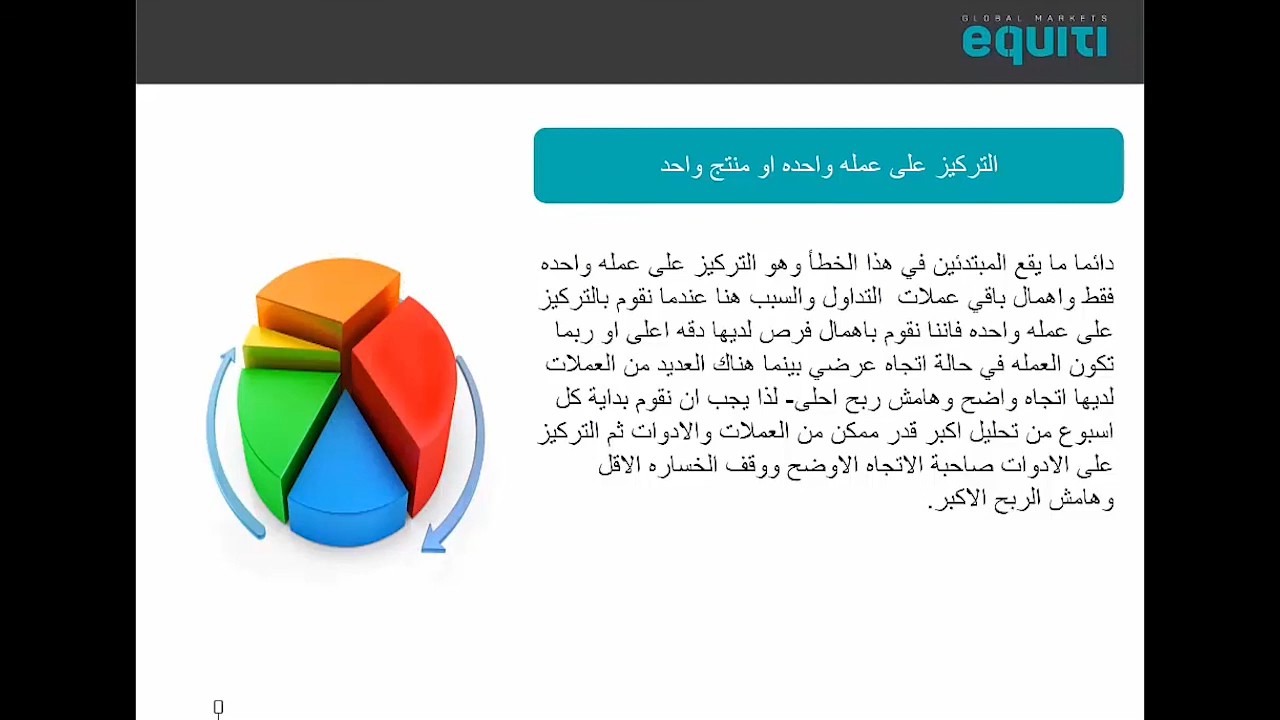 GLOBAL MARKETS
equiti
التركيز على عمله واحده او منتج واحد
دائما ما يقع المبتدئين في هذا الخطأ وهو التركيز على عمله واحده
فقط واهمال باقي عملات التداول والسبب هنا عندما نقوم بالتركيز
على عمله واحده فاننا نقوم باهمال فرص لديها دقه اعلى او ربما
تكون العمله في حالة اتجاه عرضي بينما هناك العديد من العملات
لديها اتجاه واضح وهامش ربح احلى- لذا يجب ان نقوم بداية كل
اسبوع من تحليل اكبر قدر ممكن من العملات والادوات ثم التركيز
على الادوات صاحبة الاتجاه الاوضح ووقف الخساره الاقل
وهامش الربح الاكبر.